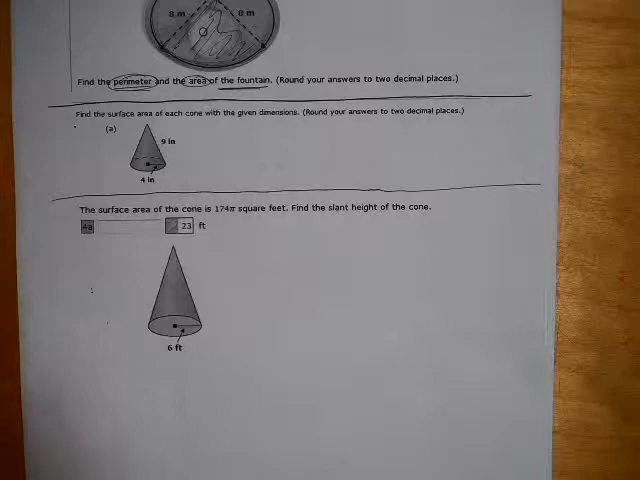 8 m 8 m
Find the perimeter and the area of the fountain. (Round your answers to two decimal places.)
Find the surface area of each cone with the given dimensions. (Round your answers to two decimal places.)
(a)
9 in
4 in
The surface area of the cone is 174π square feet. Find the slant height of the cone.
4a 23 ft
6 ft